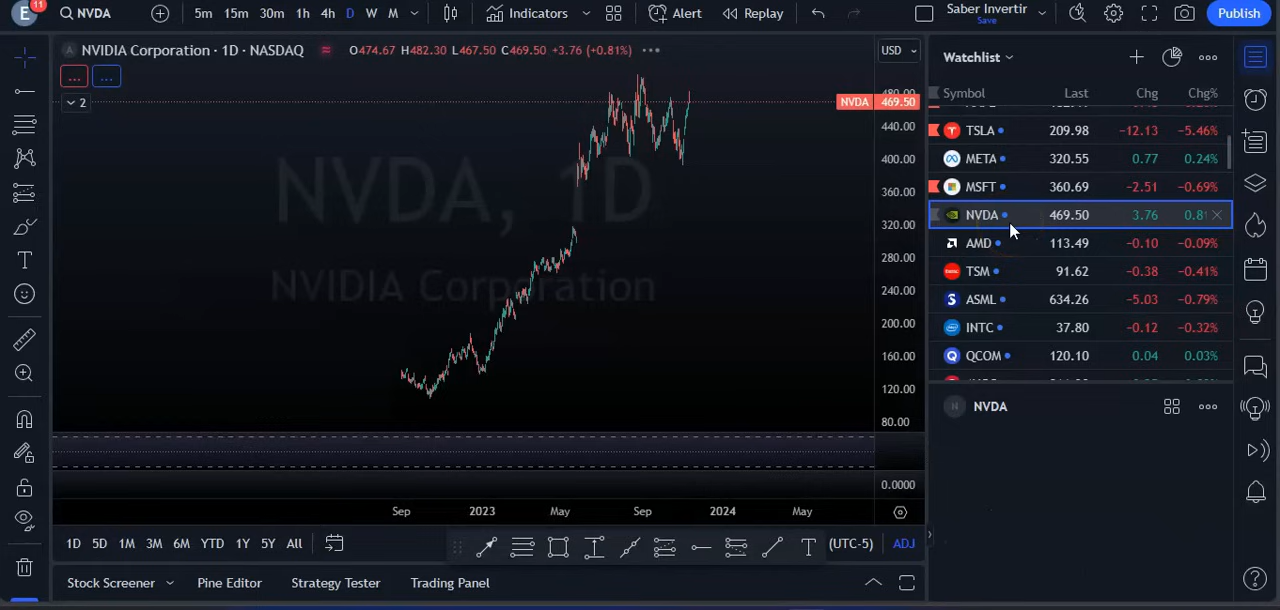 E 11 NVDA 5m 15m 30m 1h 4h D W M Indicators Alert Replay Saber Invertir Save Publish
NVIDIA Corporation · 1D · NASDAQ O474.67 H482.30 L467.50 C469.50 +3.76 (+0.81%) USD
... ...
2
NVDA, 1D
NVIDIA Corporation
480.00
NVDA 469.50
440.00
400.00
360.00
320.00
280.00
240.00
200.00
160.00
120.00
80.00
0.0000
Sep 2023 May Sep 2024 May
1D 5D 1M 3M 6M YTD 1Y 5Y All T (UTC-5) ADJ
Stock Screener Pine Editor Strategy Tester Trading Panel
Watchlist
Symbol Last Chg Chg%
TSLA 209.98 −12.13 −5.46%
META 320.55 0.77 0.24%
MSFT 360.69 −2.51 −0.69%
NVDA 469.50 3.76 0.8
AMD 113.49 −0.10 −0.09%
TSM 91.62 −0.38 −0.41%
ASML 634.26 −5.03 −0.79%
INTC 37.80 −0.12 −0.32%
QCOM 120.10 0.04 0.03%
NVDA